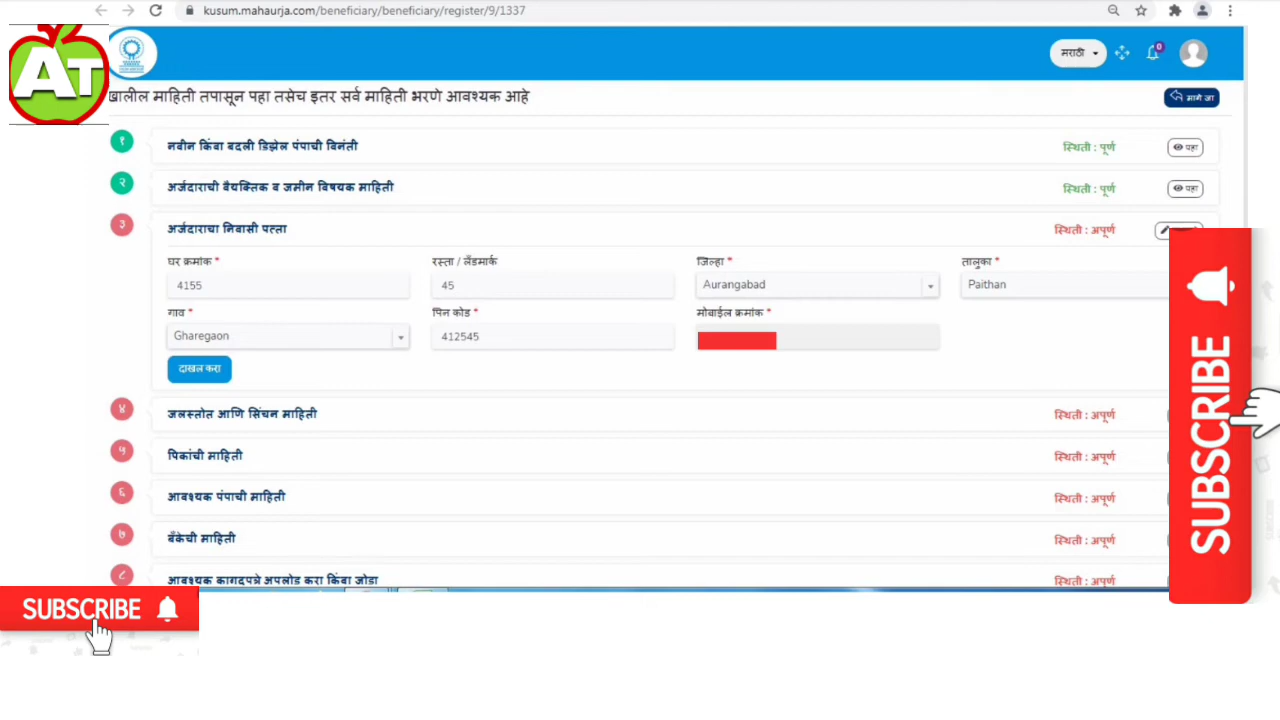 kusum.mahaurja.com/beneficiary/beneficiary/register/9/1337
AT
मराठी
0
खालील माहिती तपासून पहा तसेच इतर सर्व माहिती भरणे आवश्यक आहे
मागे जा
१ नवीन किंवा बदली डिझेल पंपाची विनंती स्थिती : पूर्ण पहा
२ अर्जदाराची वैयक्तिक व जमीन विषयक माहिती स्थिती : पूर्ण पहा
३ अर्जदाराचा निवासी पत्ता स्थिती : अपूर्ण
घर क्रमांक * रस्ता / लँडमार्क जिल्हा * तालुका *
4155 45 Aurangabad Paithan
गाव * पिन कोड * मोबाईल क्रमांक *
Gharegaon 412545
दाखल करा
४ जलस्तोत आणि सिंचन माहिती स्थिती : अपूर्ण
५ पिकांची माहिती स्थिती : अपूर्ण
६ आवश्यक पंपाची माहिती स्थिती : अपूर्ण
७ बँकेची माहिती स्थिती : अपूर्ण
८ आवश्यक कागदपत्रे अपलोड करा किंवा जोडा स्थिती : अपूर्ण
SUBSCRIBE
SUBSCRIBE